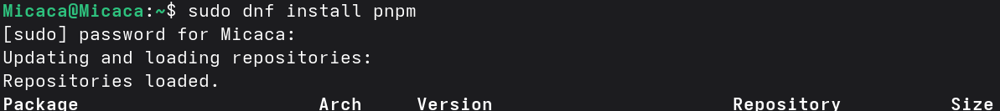 Micaca@Micaca:~$ sudo dnf install pnpm
[sudo] password for Micaca:
Updating and loading repositories:
Repositories loaded.
Package Arch Version Repository Size